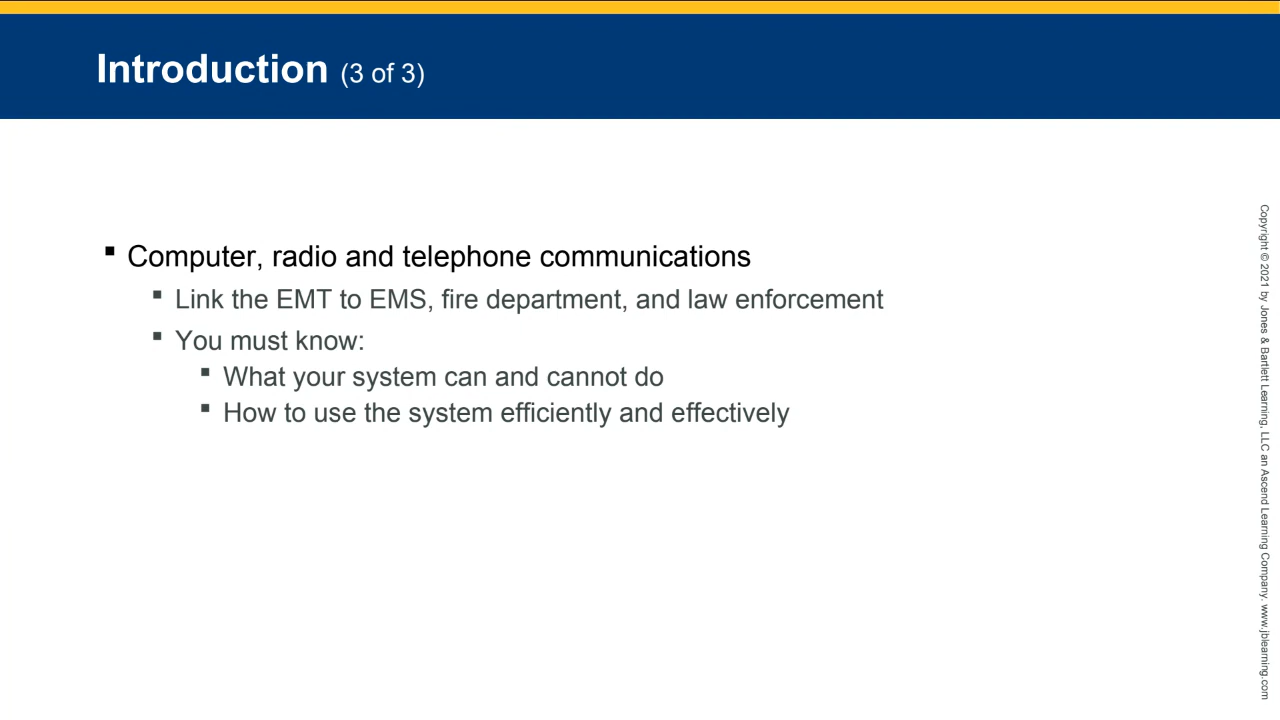 Introduction (3 of 3)
▪ Computer, radio and telephone communications
▪ Link the EMT to EMS, fire department, and law enforcement
▪ You must know:
▪ What your system can and cannot do
▪ How to use the system efficiently and effectively
Copyright © 2021 by Jones & Bartlett Learning, LLC an Ascend Learning Company. www.jblearning.com